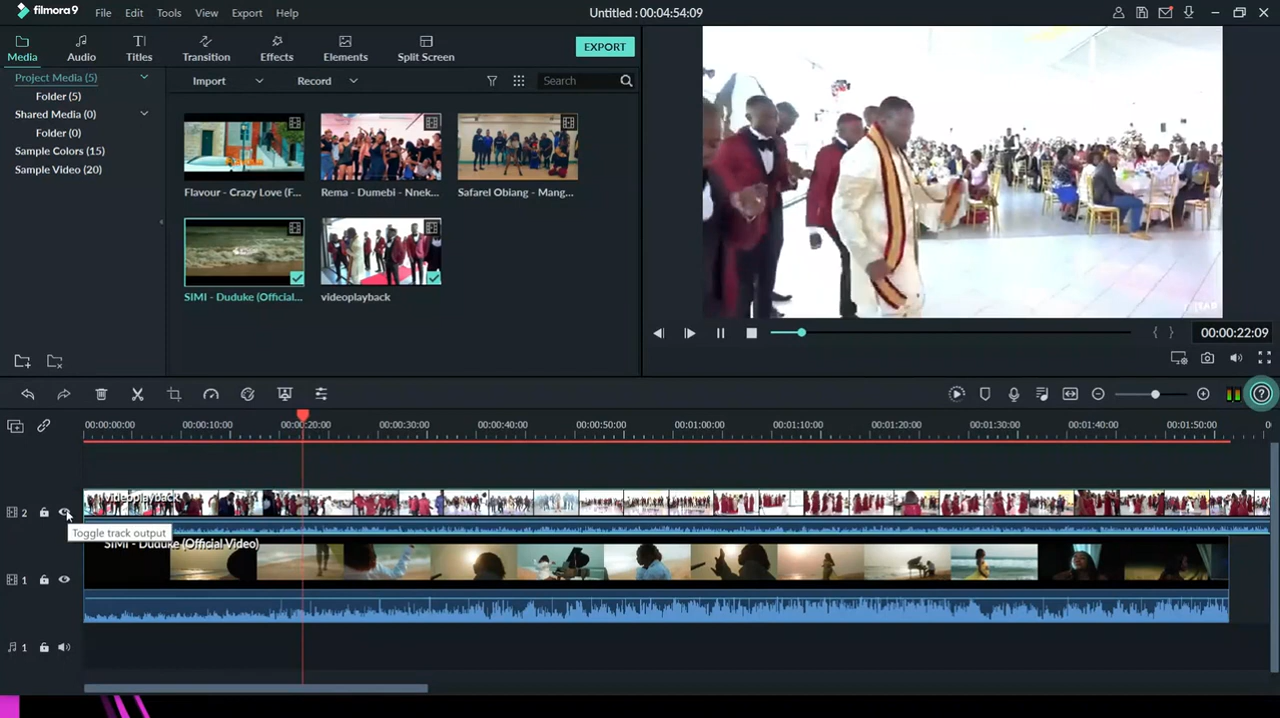 filmora9 File Edit Tools View Export Help Untitled : 00:04:54:09
Media Audio Titles Transition Effects Elements Split Screen EXPORT
Project Media (5)
Folder (5)
Shared Media (0)
Folder (0)
Sample Colors (15)
Sample Video (20)
Import Record Search
Flavour - Crazy Love (F... Rema - Dumebi - Nnek... Safarel Obiang - Mang...
SIMI - Duduke (Official... videoplayback
00:00:22:09
00:00:00:00 00:00:10:00 00:00:20:00 00:00:30:00 00:00:40:00 00:00:50:00 00:01:00:00 00:01:10:00 00:01:20:00 00:01:30:00 00:01:40:00 00:01:50:00 0
videoplayback
2
Toggle track output
SIMI - Duduke (Official Video)
1
1